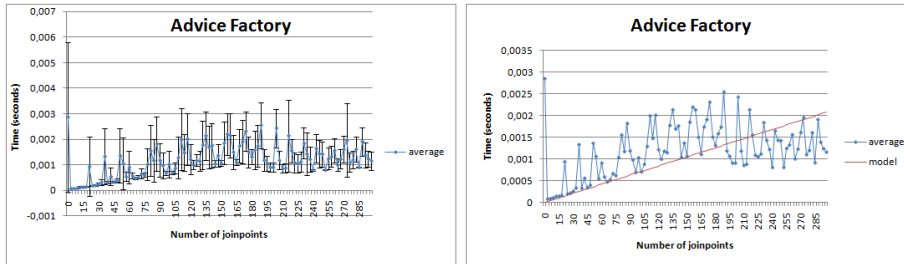 Advice Factory
Time (seconds)
0,007
0,006
0,005
0,004
0,003
0,002
0,001
0,000
-0,001
0 15 30 45 60 75 90 105 120 135 150 165 180 195 210 225 240 255 270 285
Number of joinpoints
average
Advice Factory
Time (seconds)
0,0035
0,003
0,0025
0,002
0,0015
0,001
0,0005
0
0 15 30 45 60 75 90 105 120 135 150 165 180 195 210 225 240 255 270 285
Number of joinpoints
average
model